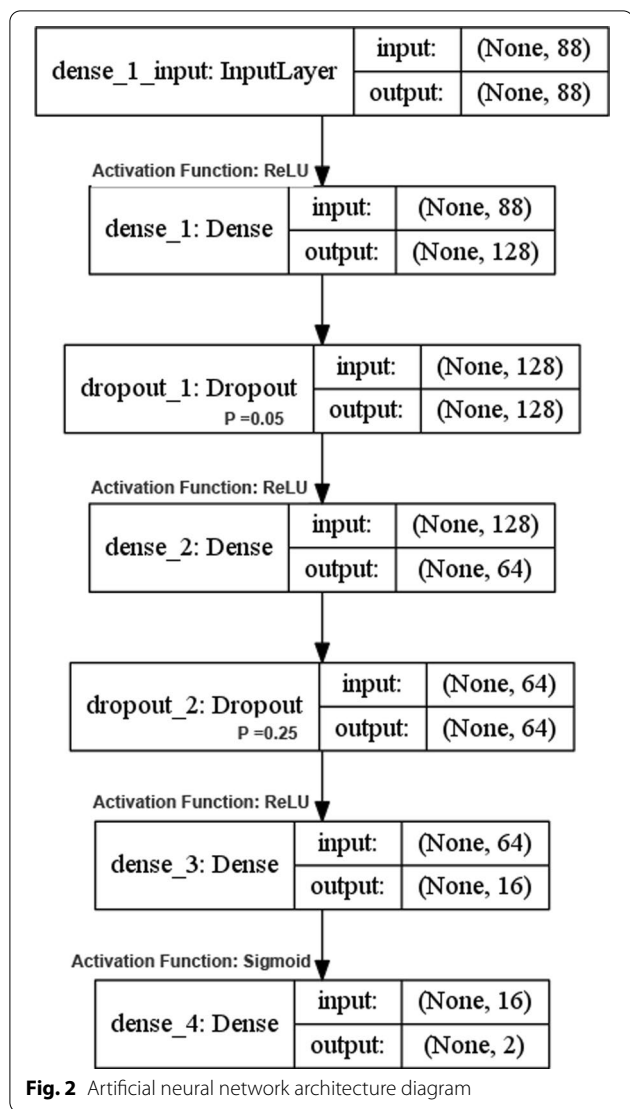 dense_1_input: InputLayer
input: (None, 88)
output: (None, 88)
Activation Function: ReLU
dense_1: Dense
input: (None, 88)
output: (None, 128)
dropout_1: Dropout
P =0.05
input: (None, 128)
output: (None, 128)
Activation Function: ReLU
dense_2: Dense
input: (None, 128)
output: (None, 64)
dropout_2: Dropout
P =0.25
input: (None, 64)
output: (None, 64)
Activation Function: ReLU
dense_3: Dense
input: (None, 64)
output: (None, 16)
Activation Function: Sigmoid
dense_4: Dense
input: (None, 16)
output: (None, 2)
Fig. 2 Artificial neural network architecture diagram